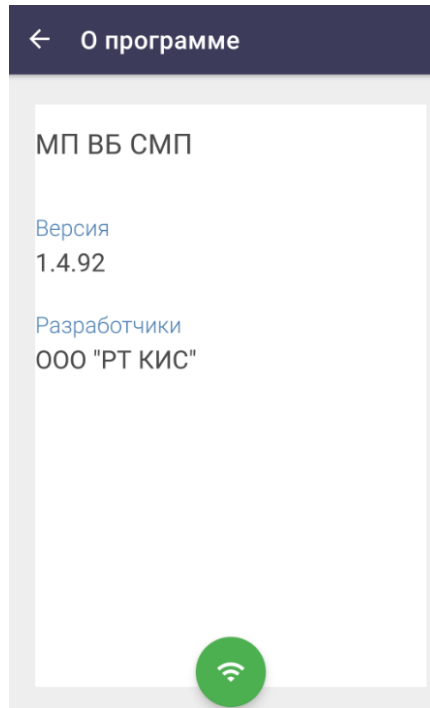 О программе
МП ВБ СМП
Версия
1.4.92
Разработчики
ООО "РТ КИС"